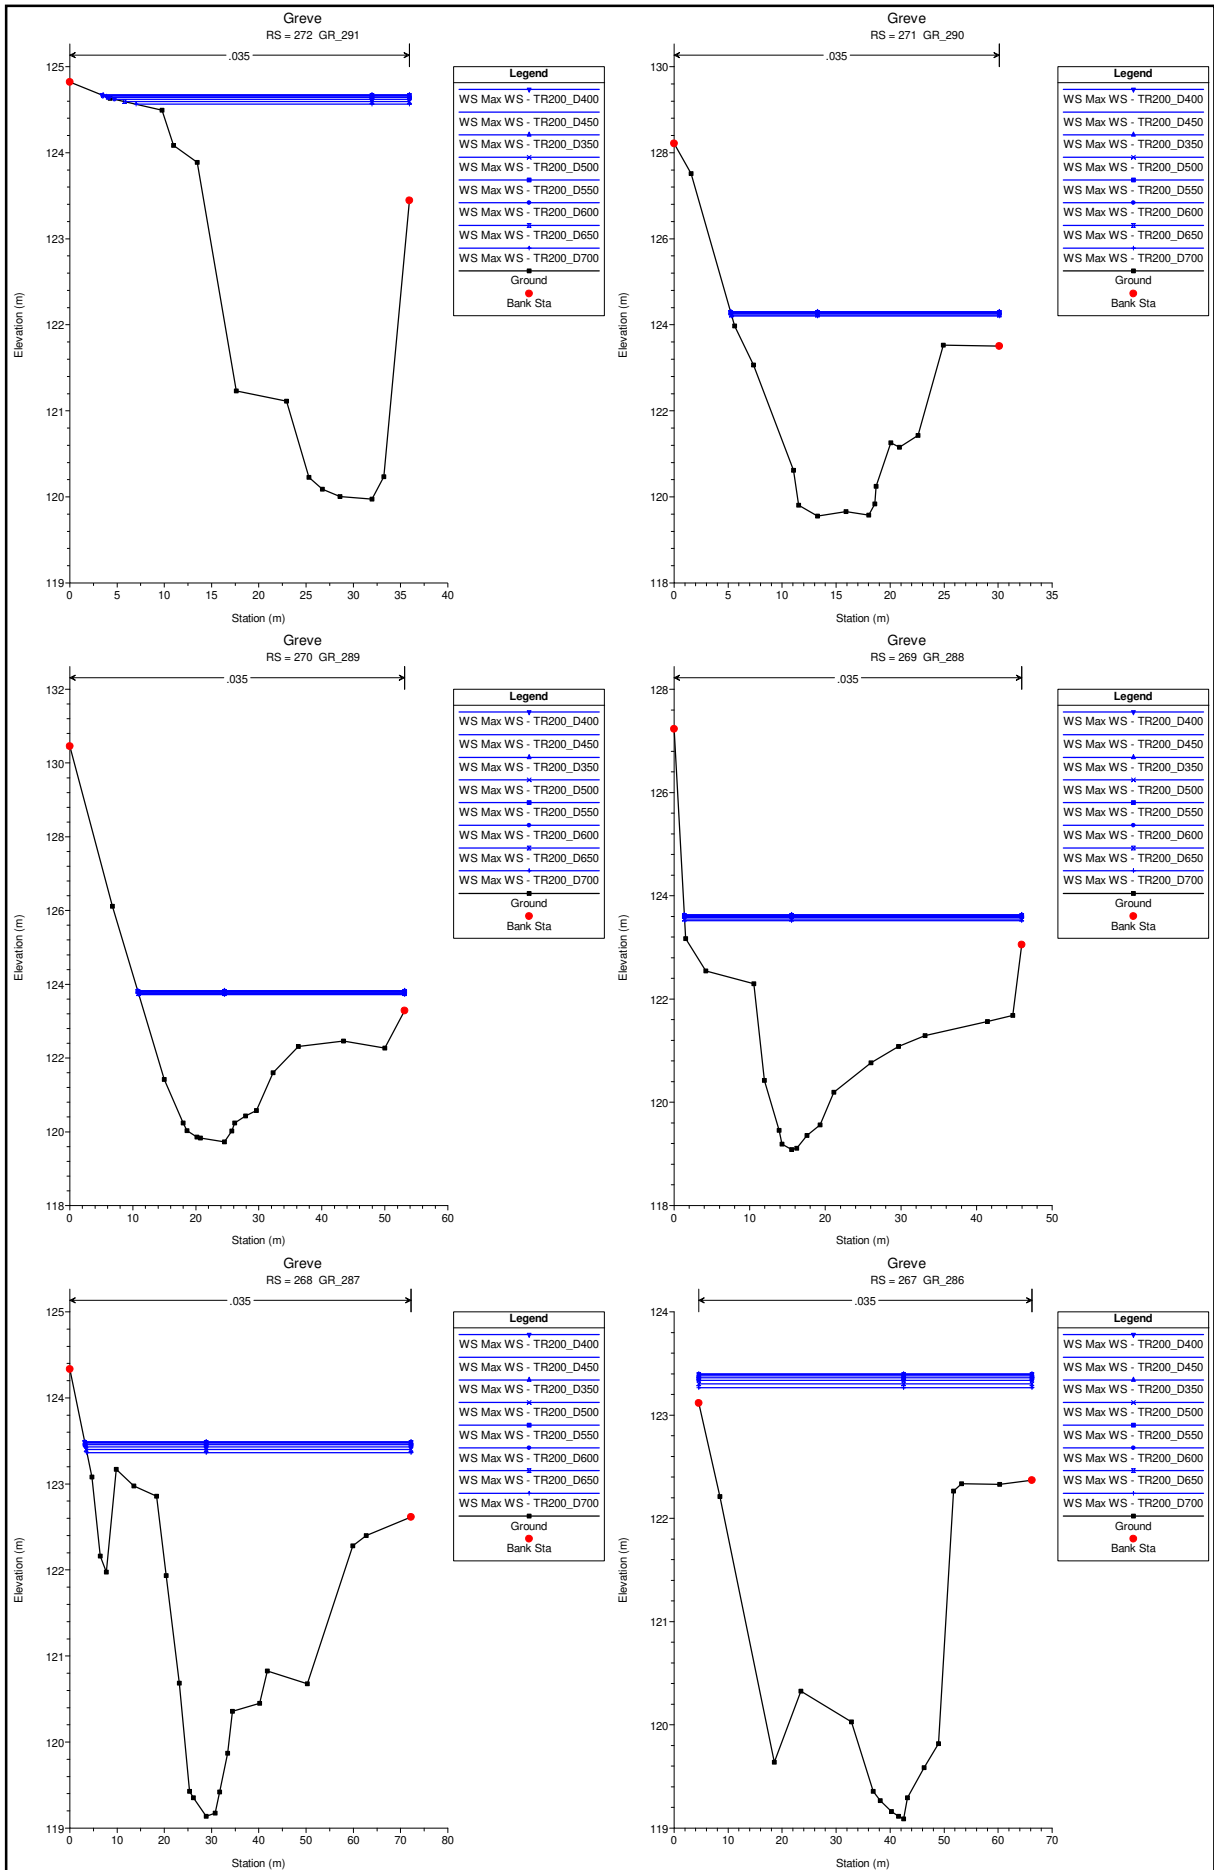 Greve
RS = 272 GR_291
.035
125
124
123
122
121
120
119
Elevation (m)
0 5 10 15 20 25 30 35 40
Station (m)
Legend
WS Max WS - TR200_D400
WS Max WS - TR200_D450
WS Max WS - TR200_D350
WS Max WS - TR200_D500
WS Max WS - TR200_D550
WS Max WS - TR200_D600
WS Max WS - TR200_D650
WS Max WS - TR200_D700
Ground
Bank Sta
Greve
RS = 271 GR_290
.035
130
128
126
124
122
120
118
Elevation (m)
0 5 10 15 20 25 30 35
Station (m)
Legend
WS Max WS - TR200_D400
WS Max WS - TR200_D450
WS Max WS - TR200_D350
WS Max WS - TR200_D500
WS Max WS - TR200_D550
WS Max WS - TR200_D600
WS Max WS - TR200_D650
WS Max WS - TR200_D700
Ground
Bank Sta
Greve
RS = 270 GR_289
.035
132
130
128
126
124
122
120
118
Elevation (m)
0 10 20 30 40 50 60
Station (m)
Legend
WS Max WS - TR200_D400
WS Max WS - TR200_D450
WS Max WS - TR200_D350
WS Max WS - TR200_D500
WS Max WS - TR200_D550
WS Max WS - TR200_D600
WS Max WS - TR200_D650
WS Max WS - TR200_D700
Ground
Bank Sta
Greve
RS = 269 GR_288
.035
128
126
124
122
120
118
Elevation (m)
0 10 20 30 40 50
Station (m)
Legend
WS Max WS - TR200_D400
WS Max WS - TR200_D450
WS Max WS - TR200_D350
WS Max WS - TR200_D500
WS Max WS - TR200_D550
WS Max WS - TR200_D600
WS Max WS - TR200_D650
WS Max WS - TR200_D700
Ground
Bank Sta
Greve
RS = 268 GR_287
.035
125
124
123
122
121
120
119
Elevation (m)
0 10 20 30 40 50 60 70 80
Station (m)
Legend
WS Max WS - TR200_D400
WS Max WS - TR200_D450
WS Max WS - TR200_D350
WS Max WS - TR200_D500
WS Max WS - TR200_D550
WS Max WS - TR200_D600
WS Max WS - TR200_D650
WS Max WS - TR200_D700
Ground
Bank Sta
Greve
RS = 267 GR_286
.035
124
123
122
121
120
119
Elevation (m)
0 10 20 30 40 50 60 70
Station (m)
Legend
WS Max WS - TR200_D400
WS Max WS - TR200_D450
WS Max WS - TR200_D350
WS Max WS - TR200_D500
WS Max WS - TR200_D550
WS Max WS - TR200_D600
WS Max WS - TR200_D650
WS Max WS - TR200_D700
Ground
Bank Sta